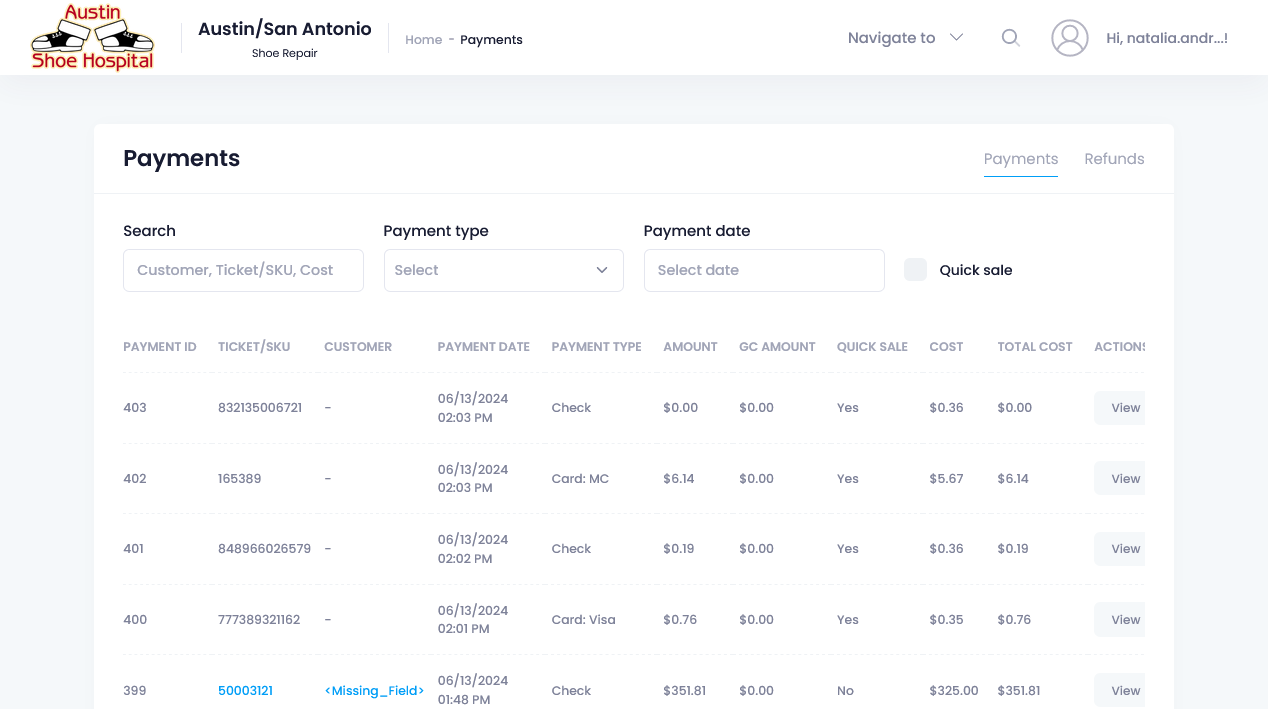 Austin
Shoe Hospital
Austin/San Antonio
Shoe Repair
Home - Payments
Navigate to
Hi, natalia.andr...!
Payments
Payments Refunds
Search Payment type Payment date
Customer, Ticket/SKU, Cost Select Select date Quick sale
PAYMENT ID TICKET/SKU CUSTOMER PAYMENT DATE PAYMENT TYPE AMOUNT GC AMOUNT QUICK SALE COST TOTAL COST ACTIONS
403 832135006721 - 06/13/2024 02:03 PM Check $0.00 $0.00 Yes $0.36 $0.00 View
402 165389 - 06/13/2024 02:03 PM Card: MC $6.14 $0.00 Yes $5.67 $6.14 View
401 848966026579 - 06/13/2024 02:02 PM Check $0.19 $0.00 Yes $0.36 $0.19 View
400 777389321162 - 06/13/2024 02:01 PM Card: Visa $0.76 $0.00 Yes $0.35 $0.76 View
399 50003121 <Missing_Field> 06/13/2024 01:48 PM Check $351.81 $0.00 No $325.00 $351.81 View